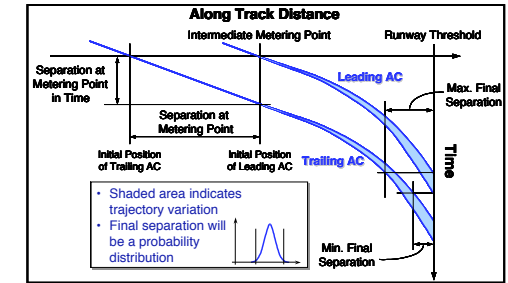 Along Track Distance
Intermediate Metering Point
Runway Threshold
Separation at
Metering Point
in Time
Leading AC
Max. Final
Separation
Separation at
Metering Point
Time
Initial Position
of Trailing AC
Initial Position
of Leading AC
Trailing AC
• Shaded area indicates
trajectory variation
• Final separation will
be a probability
distribution
Min. Final
Separation